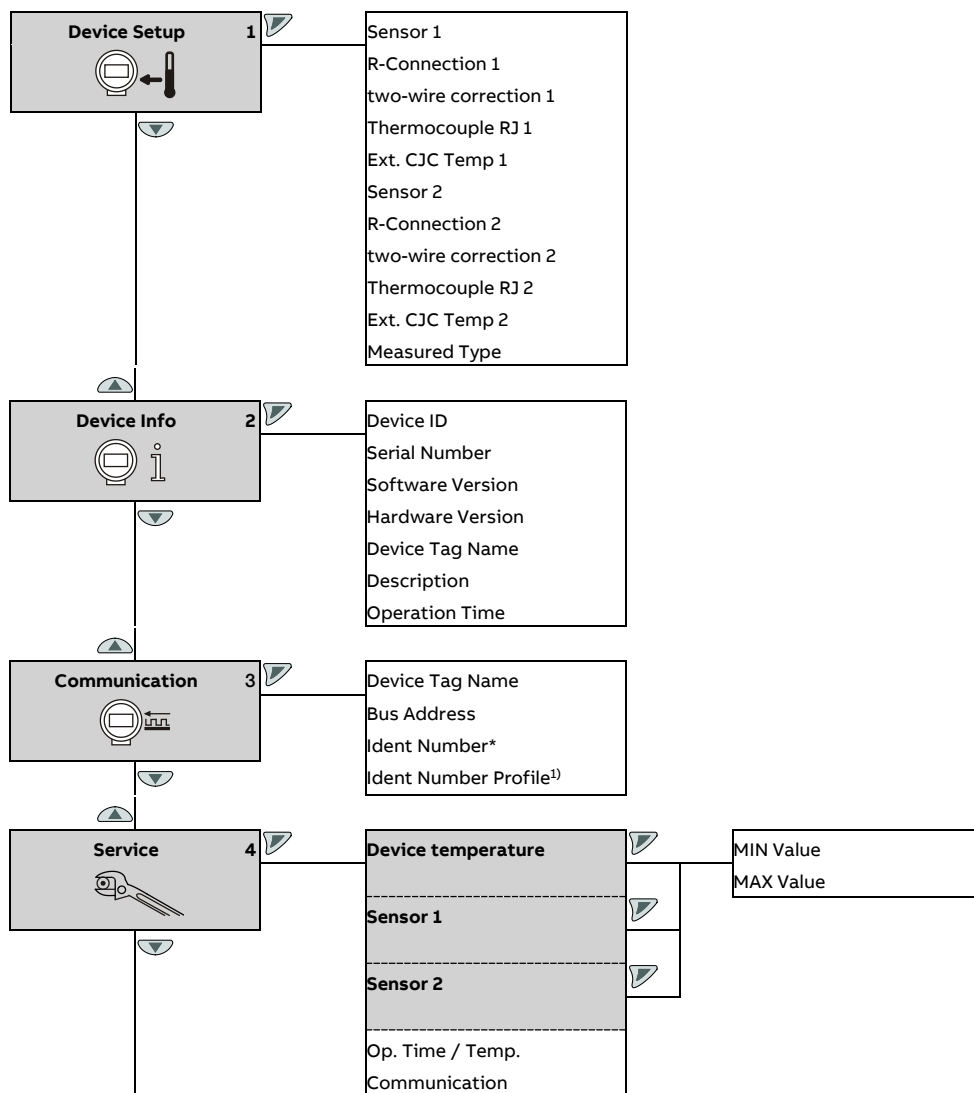 Device Setup 1
Sensor 1
R-Connection 1
two-wire correction 1
Thermocouple RJ 1
Ext. CJC Temp 1
Sensor 2
R-Connection 2
two-wire correction 2
Thermocouple RJ 2
Ext. CJC Temp 2
Measured Type
Device Info 2
Device ID
Serial Number
Software Version
Hardware Version
Device Tag Name
Description
Operation Time
Communication 3
Device Tag Name
Bus Address
Ident Number*
Ident Number Profile1)
Service 4
Device temperature
MIN Value
MAX Value
Sensor 1
Sensor 2
Op. Time / Temp.
Communication